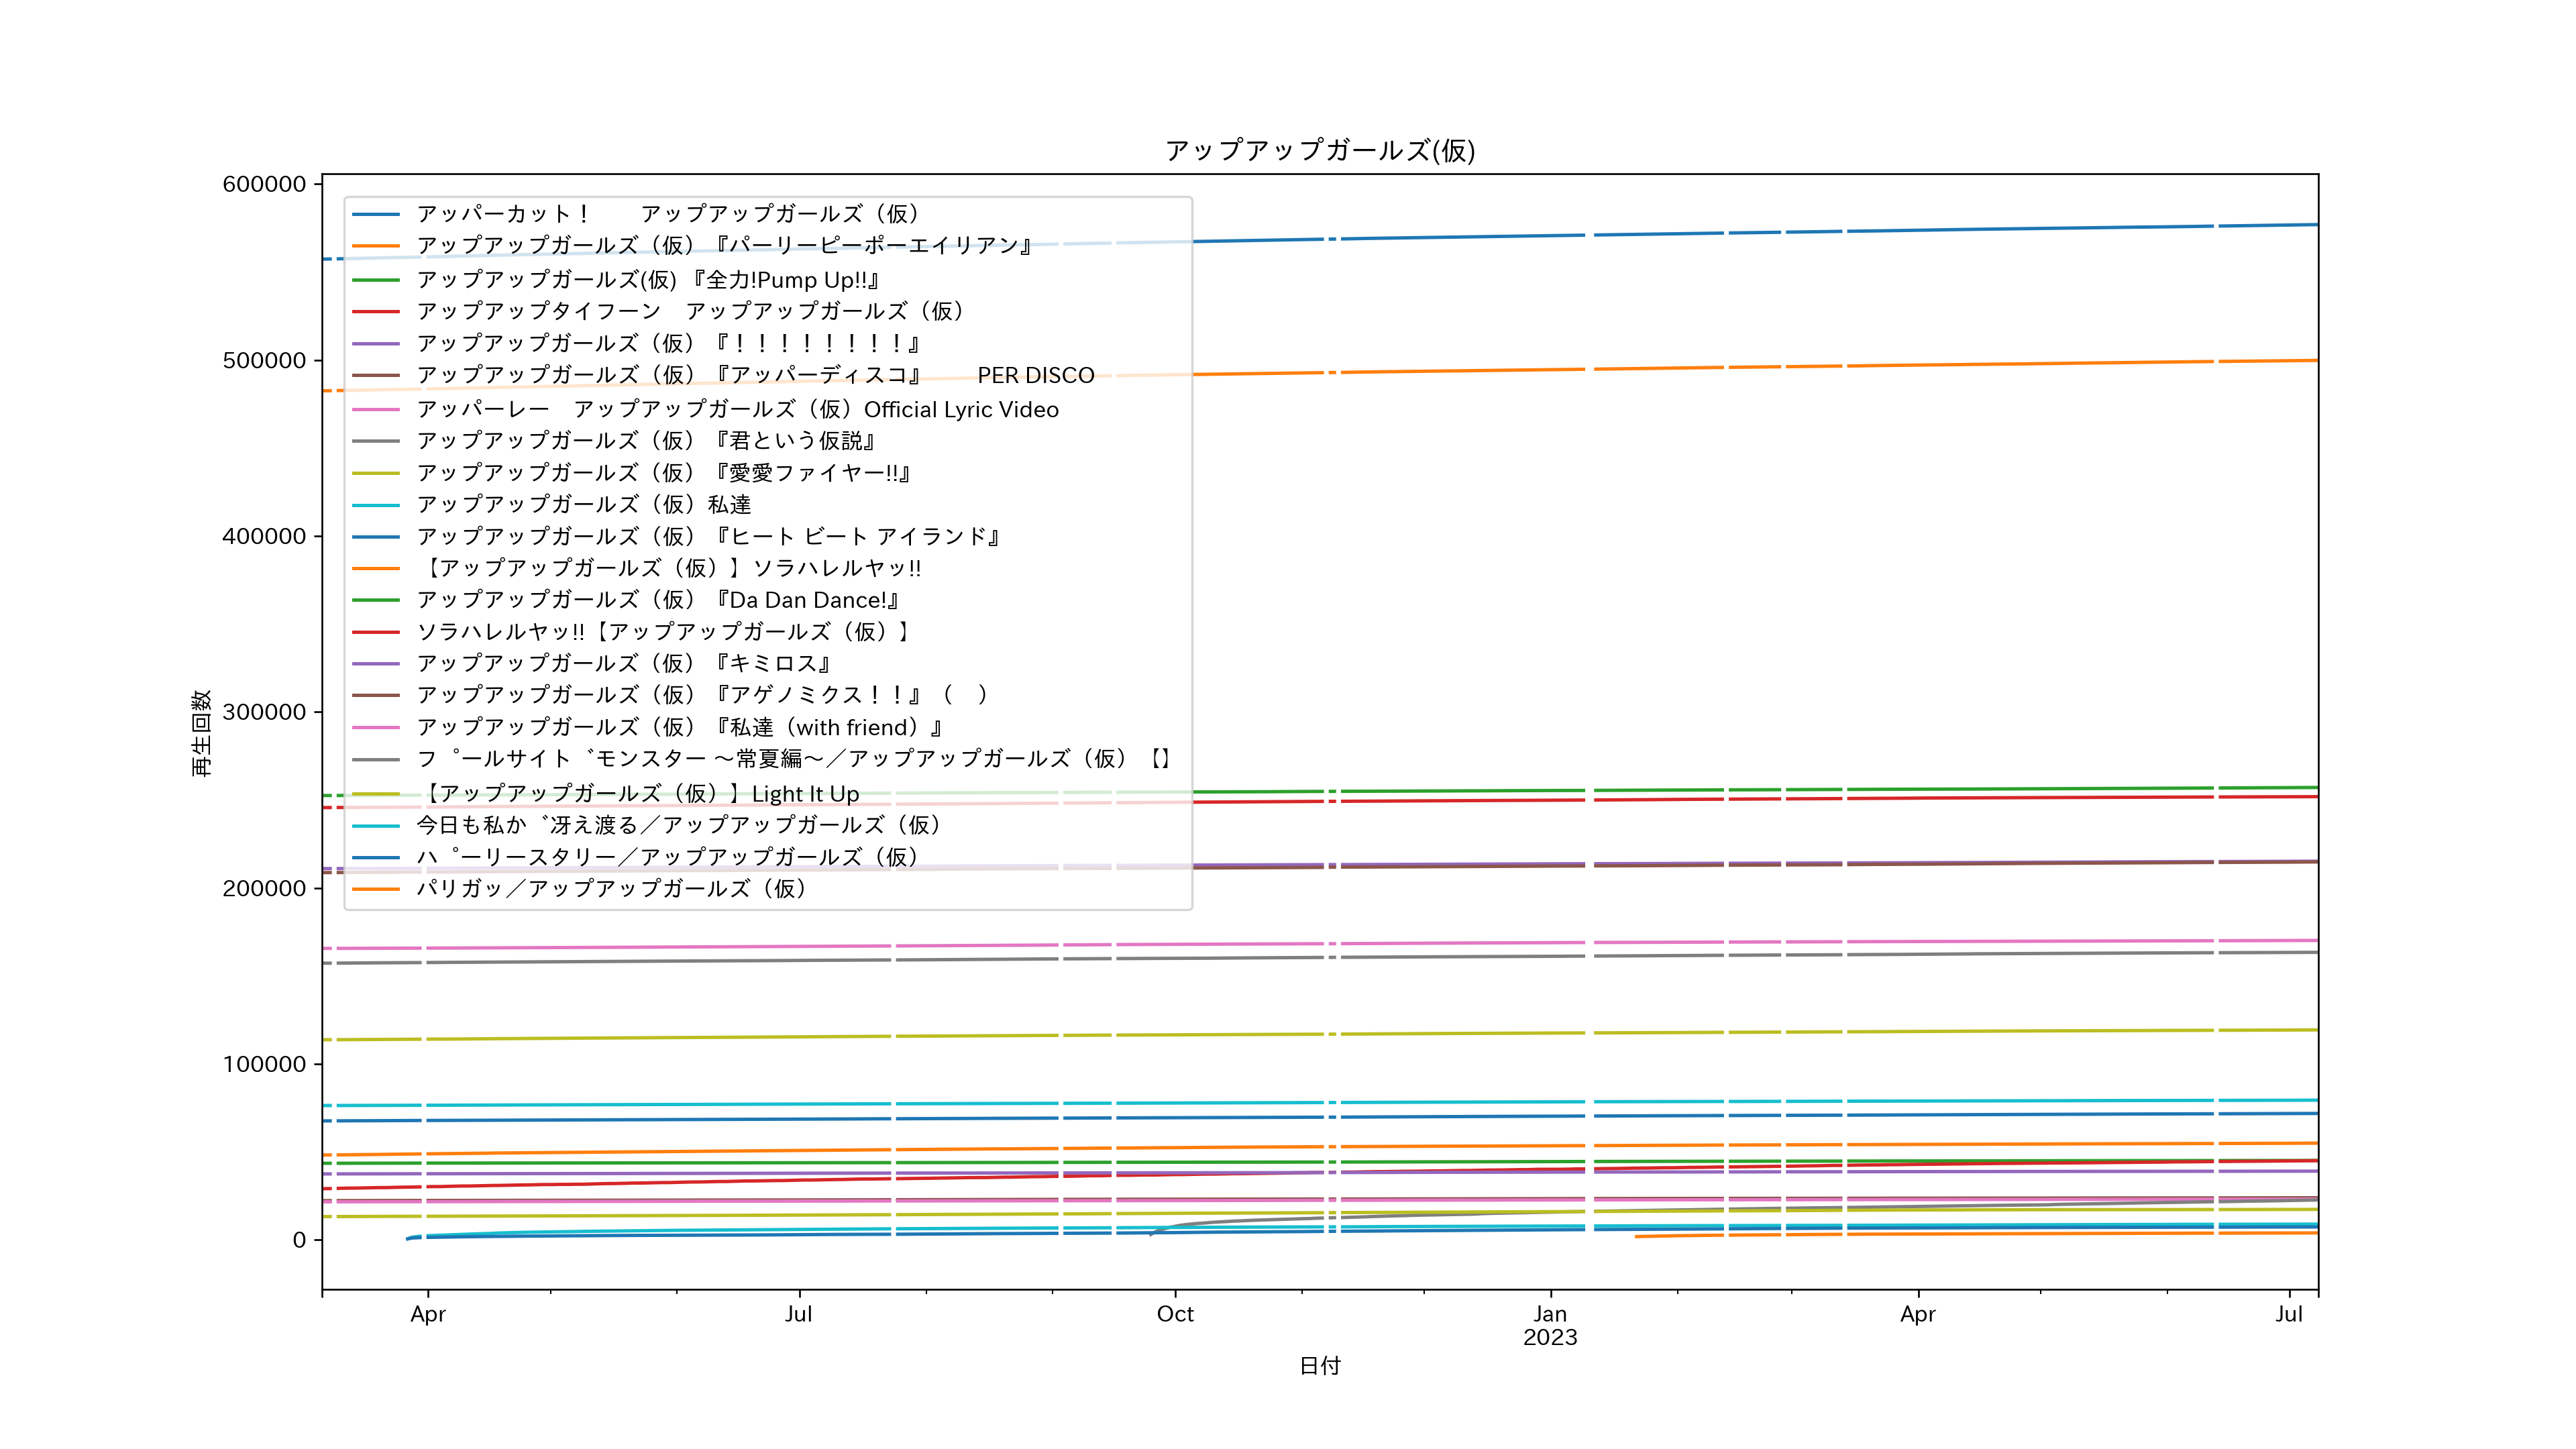 アップアップガールズ(仮)
600000
500000
400000
300000
200000
100000
0
再生回数
アッパーカット！　　アップアップガールズ（仮）
アップアップガールズ（仮）『パーリーピーポーエイリアン』
アップアップガールズ(仮) 『全力!Pump Up!!』
アップアップタイフーン　アップアップガールズ（仮）
アップアップガールズ（仮）『！！！！！！！！』
アップアップガールズ（仮）『アッパーディスコ』　　PER DISCO
アッパーレー　アップアップガールズ（仮）Official Lyric Video
アップアップガールズ（仮）『君という仮説』
アップアップガールズ（仮）『愛愛ファイヤー!!』
アップアップガールズ（仮）私達
アップアップガールズ（仮）『ヒート ビート アイランド』
【アップアップガールズ（仮）】ソラハレルヤッ!!
アップアップガールズ（仮）『Da Dan Dance!』
ソラハレルヤッ!!【アップアップガールズ（仮）】
アップアップガールズ（仮）『キミロス』
アップアップガールズ（仮）『アゲノミクス！！』（　）
アップアップガールズ（仮）『私達（with friend）』
フ゜ールサイト゛モンスター 〜常夏編〜／アップアップガールズ（仮）【】
【アップアップガールズ（仮）】Light It Up
今日も私か゛冴え渡る／アップアップガールズ（仮）
ハ゜ーリースタリー／アップアップガールズ（仮）
パリガッ／アップアップガールズ（仮）
Apr
Jul
Oct
Jan
2023
Apr
Jul
日付